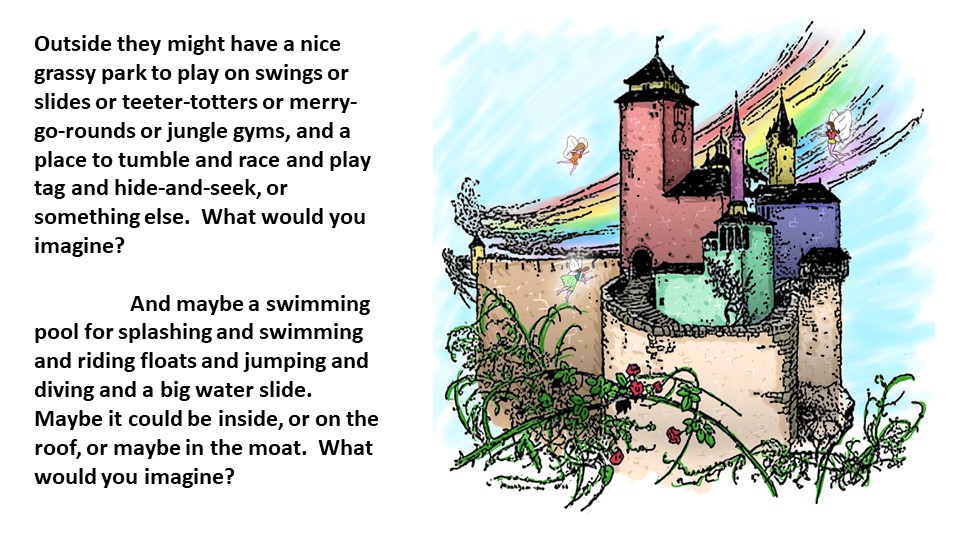 Outside they might have a nice
grassy park to play on swings or
slides or teeter-totters or merry-
go-rounds or jungle gyms, and a
place to tumble and race and play
tag and hide-and-seek, or
something else.  What would you
imagine?
And maybe a swimming
pool for splashing and swimming
and riding floats and jumping and
diving and a big water slide.
Maybe it could be inside, or on the
roof, or maybe in the moat.  What
would you imagine?